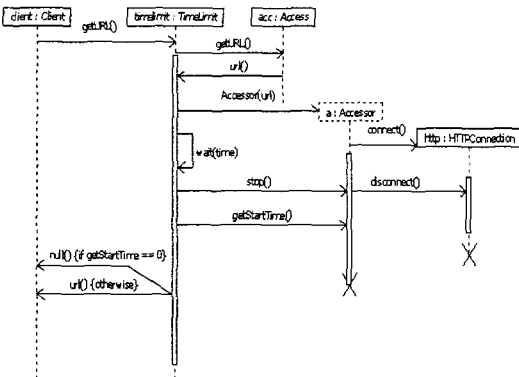 client : Client
timelimit : TimeLimit
acc : Access
getURL()
getURL()
url()
Accessor(url)
a : Accessor
connect()
Http : HTTPConnection
wait(time)
stop()
disconnect()
getStartTime()
null() {if getStartTime == 0}
url() {otherwise}